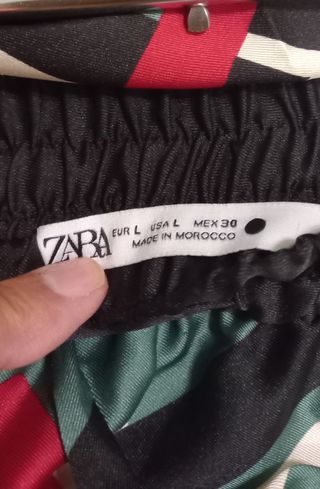 ZARA EUR L USA L MEX 30
MADE IN MOROCCO